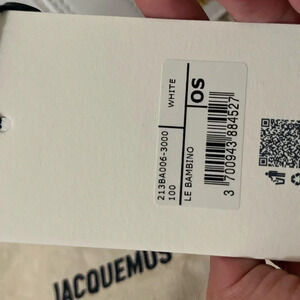 213BA006-3000
WHITE
100
LE BAMBINO
OS
3 700943 884527
JACQUEMUS